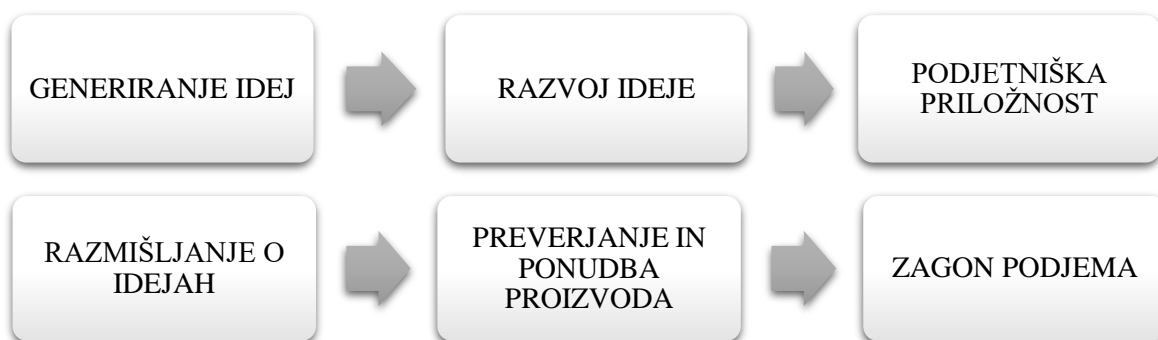 GENERIRANJE IDEJ
RAZVOJ IDEJE
PODJETNIŠKA
PRILOŽNOST
RAZMIŠLJANJE O
IDEJAH
PREVERJANJE IN
PONUDBA
PROIZVODA
ZAGON PODJEMA